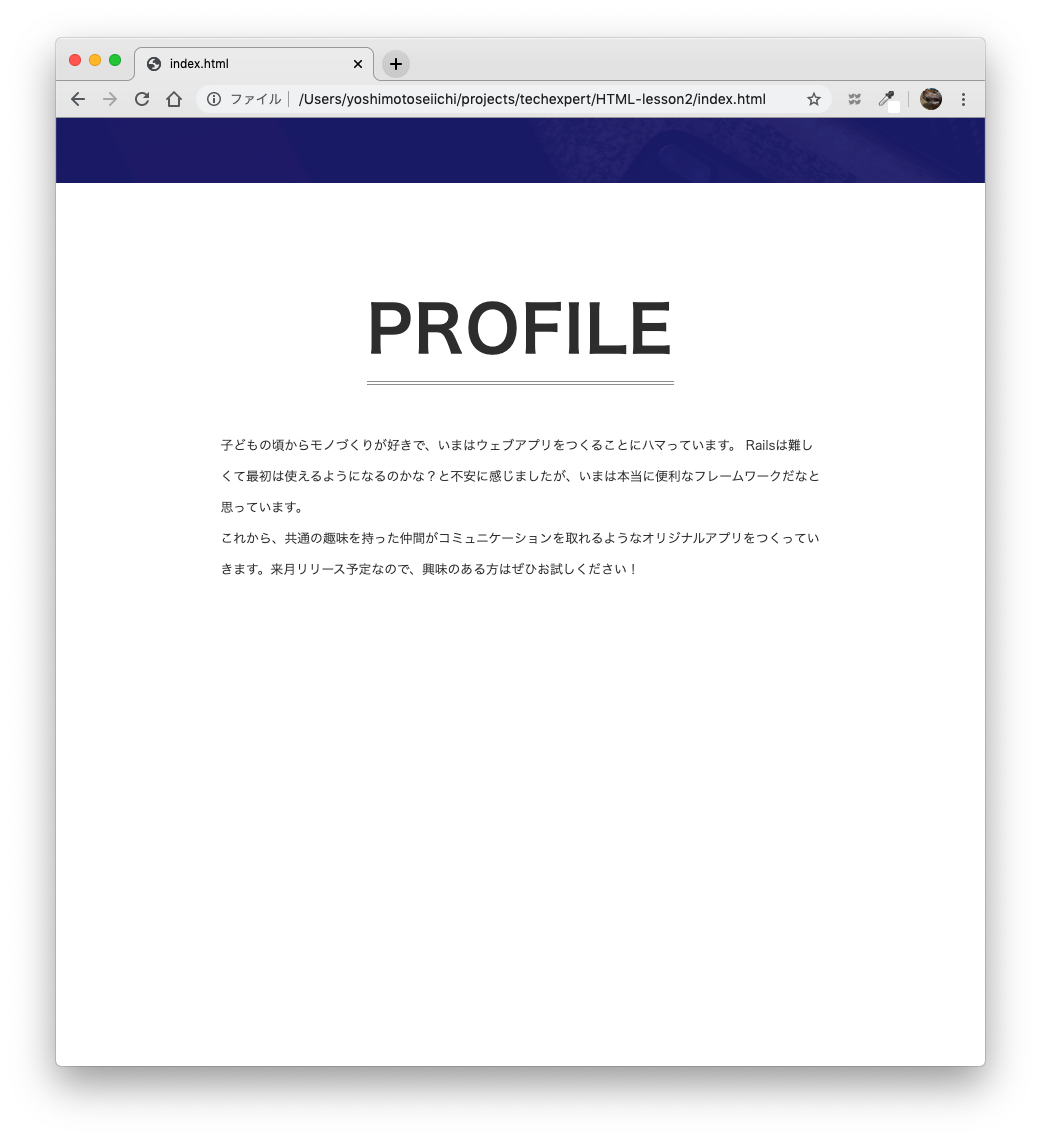 index.html
ファイル
/Users/yoshimotoseiichi/projects/techexpert/HTML-lesson2/index.html
PROFILE
子どもの頃からモノづくりが好きで、いまはウェブアプリをつくることにハマっています。 Railsは難し
くて最初は使えるようになるのかな？と不安に感じましたが、いまは本当に便利なフレームワークだなと
思っています。
これから、共通の趣味を持った仲間がコミュニケーションを取れるようなオリジナルアプリをつくってい
きます。来月リリース予定なので、興味のある方はぜひお試しください！